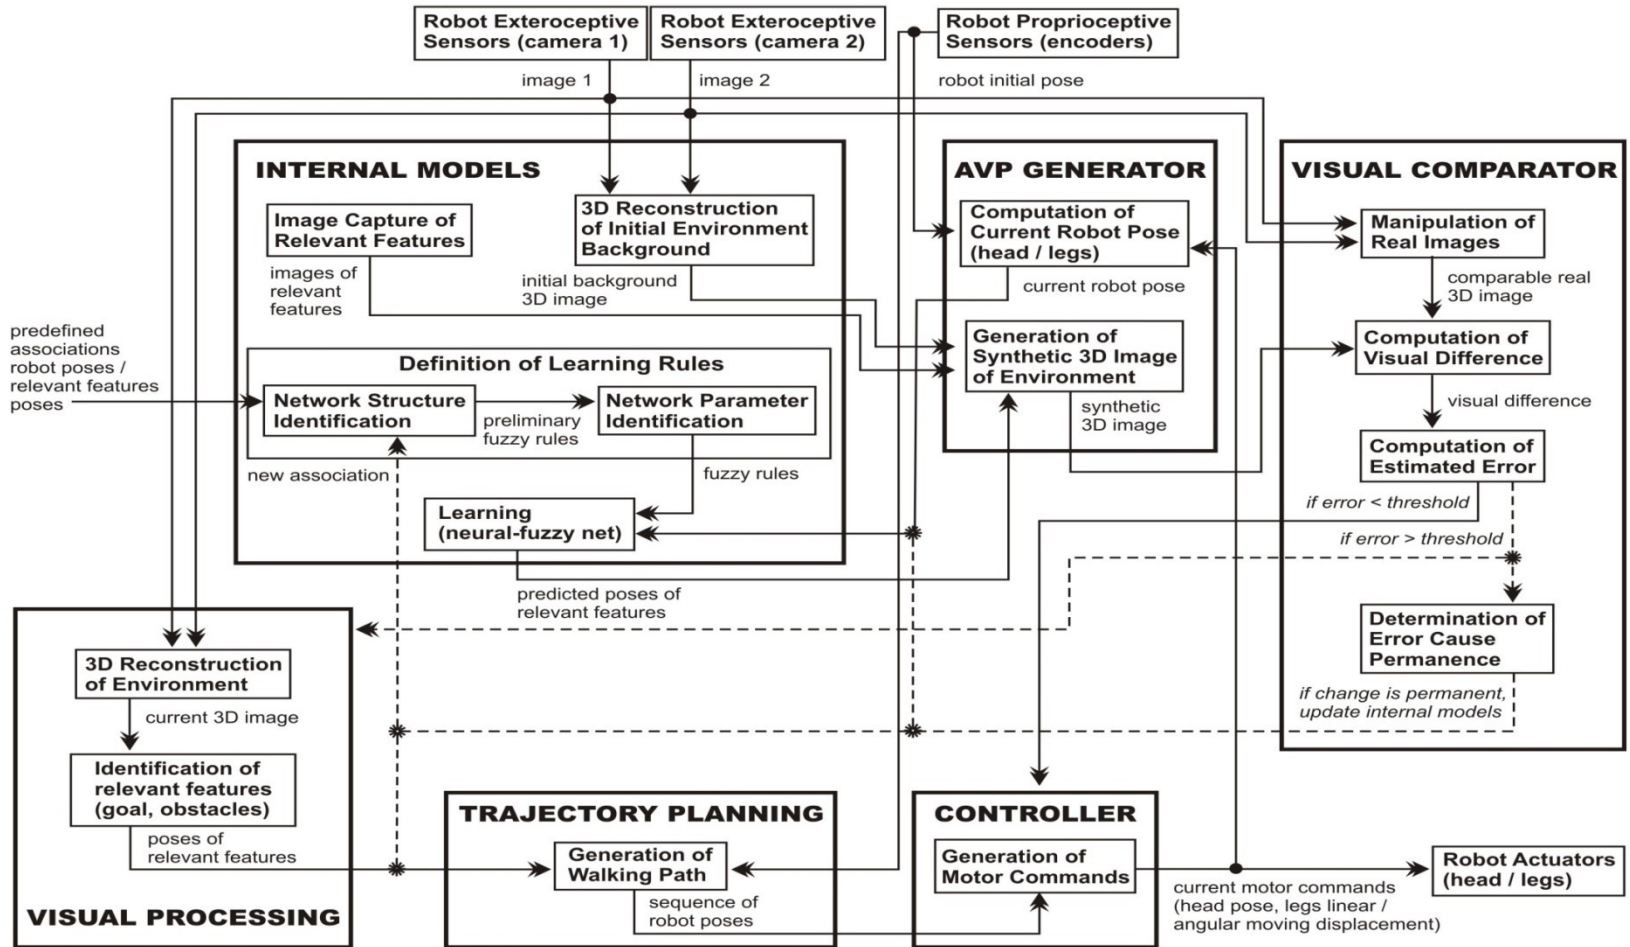 Robot Exteroceptive
Sensors (camera 1)
Robot Exteroceptive
Sensors (camera 2)
Robot Proprioceptive
Sensors (encoders)
image 1
image 2
robot initial pose
INTERNAL MODELS
Image Capture of
Relevant Features
images of
relevant
features
3D Reconstruction
of Initial Environment
Background
initial background
3D image
predefined
associations
robot poses /
relevant features
poses
Definition of Learning Rules
Network Structure
Identification
preliminary
fuzzy rules
Network Parameter
Identification
new association
fuzzy rules
Learning
(neural-fuzzy net)
predicted poses of
relevant features
AVP GENERATOR
Computation of
Current Robot Pose
(head / legs)
current robot pose
Generation of
Synthetic 3D Image
of Environment
synthetic
3D image
VISUAL COMPARATOR
Manipulation of
Real Images
comparable real
3D image
Computation of
Visual Difference
visual difference
Computation of
Estimated Error
if error < threshold
if error > threshold
Determination of
Error Cause
Permanence
if change is permanent,
update internal models
3D Reconstruction
of Environment
current 3D image
Identification of
relevant features
(goal, obstacles)
poses of
relevant features
VISUAL PROCESSING
TRAJECTORY PLANNING
Generation of
Walking Path
sequence of
robot poses
CONTROLLER
Generation of
Motor Commands
current motor commands
(head pose, legs linear /
angular moving displacement)
Robot Actuators
(head / legs)